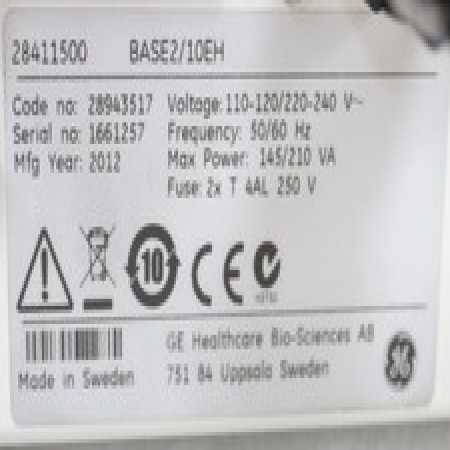 28411500 BASE2/10EH
Code no: 28943517 Voltage: 110-120/220-240 V~
Serial no: 1661257 Frequency: 50/60 Hz
Mfg Year: 2012 Max Power: 145/210 VA
Fuse: 2x T 4AL 250 V
10 CE
GE Healthcare Bio-Sciences AB
Made in Sweden 751 84 Uppsala Sweden
GE